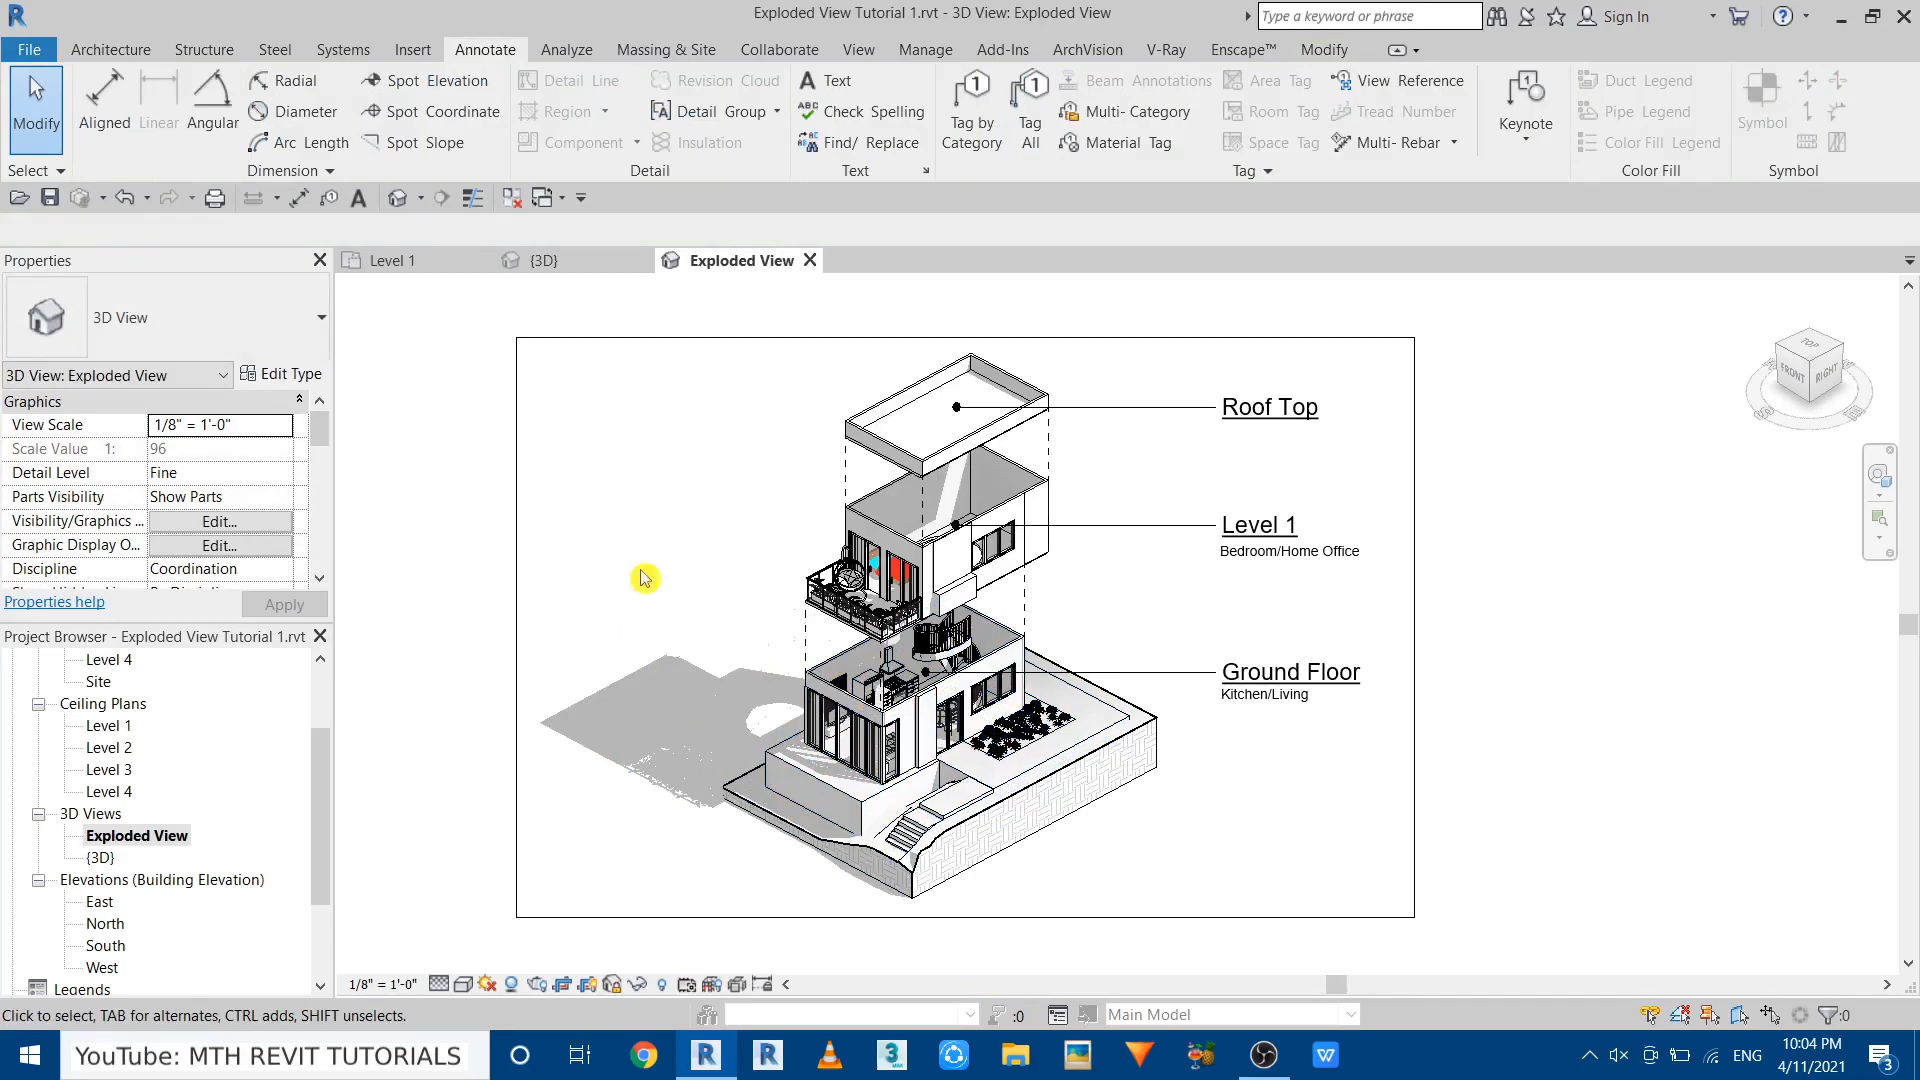 Exploded View Tutorial 1.rvt - 3D View: Exploded View
Type a keyword or phrase
Sign In
File Architecture Structure Steel Systems Insert Annotate Analyze Massing & Site Collaborate View Manage Add-Ins ArchVision V-Ray Enscape™ Modify
Modify
Select
Aligned
Linear
Angular
Radial
Diameter
Arc Length
Spot Elevation
Spot Coordinate
Spot Slope
Dimension
Detail Line
Region
Component
Revision Cloud
Detail Group
Insulation
Detail
Text
Check Spelling
Find/ Replace
Text
Tag by
Category
Tag
All
Beam Annotations
Multi- Category
Material Tag
Area Tag
Room Tag
Space Tag
View Reference
Tread Number
Multi- Rebar
Tag
Keynote
Duct Legend
Pipe Legend
Color Fill Legend
Color Fill
Symbol
Symbol
Properties
3D View
3D View: Exploded View
Edit Type
Graphics
View Scale 1/8" = 1'-0"
Scale Value 1: 96
Detail Level Fine
Parts Visibility Show Parts
Visibility/Graphics ... Edit...
Graphic Display O... Edit...
Discipline Coordination
Properties help
Apply
Project Browser - Exploded View Tutorial 1.rvt
Level 4
Site
Ceiling Plans
Level 1
Level 2
Level 3
Level 4
3D Views
Exploded View
{3D}
Elevations (Building Elevation)
East
North
South
West
Legends
Level 1
{3D}
Exploded View
Roof Top
Level 1
Bedroom/Home Office
Ground Floor
Kitchen/Living
TOP
FRONT
RIGHT
1/8" = 1'-0"
Click to select, TAB for alternates, CTRL adds, SHIFT unselects.
:0
Main Model
:0
YouTube: MTH REVIT TUTORIALS
ENG
10:04 PM
4/11/2021
3